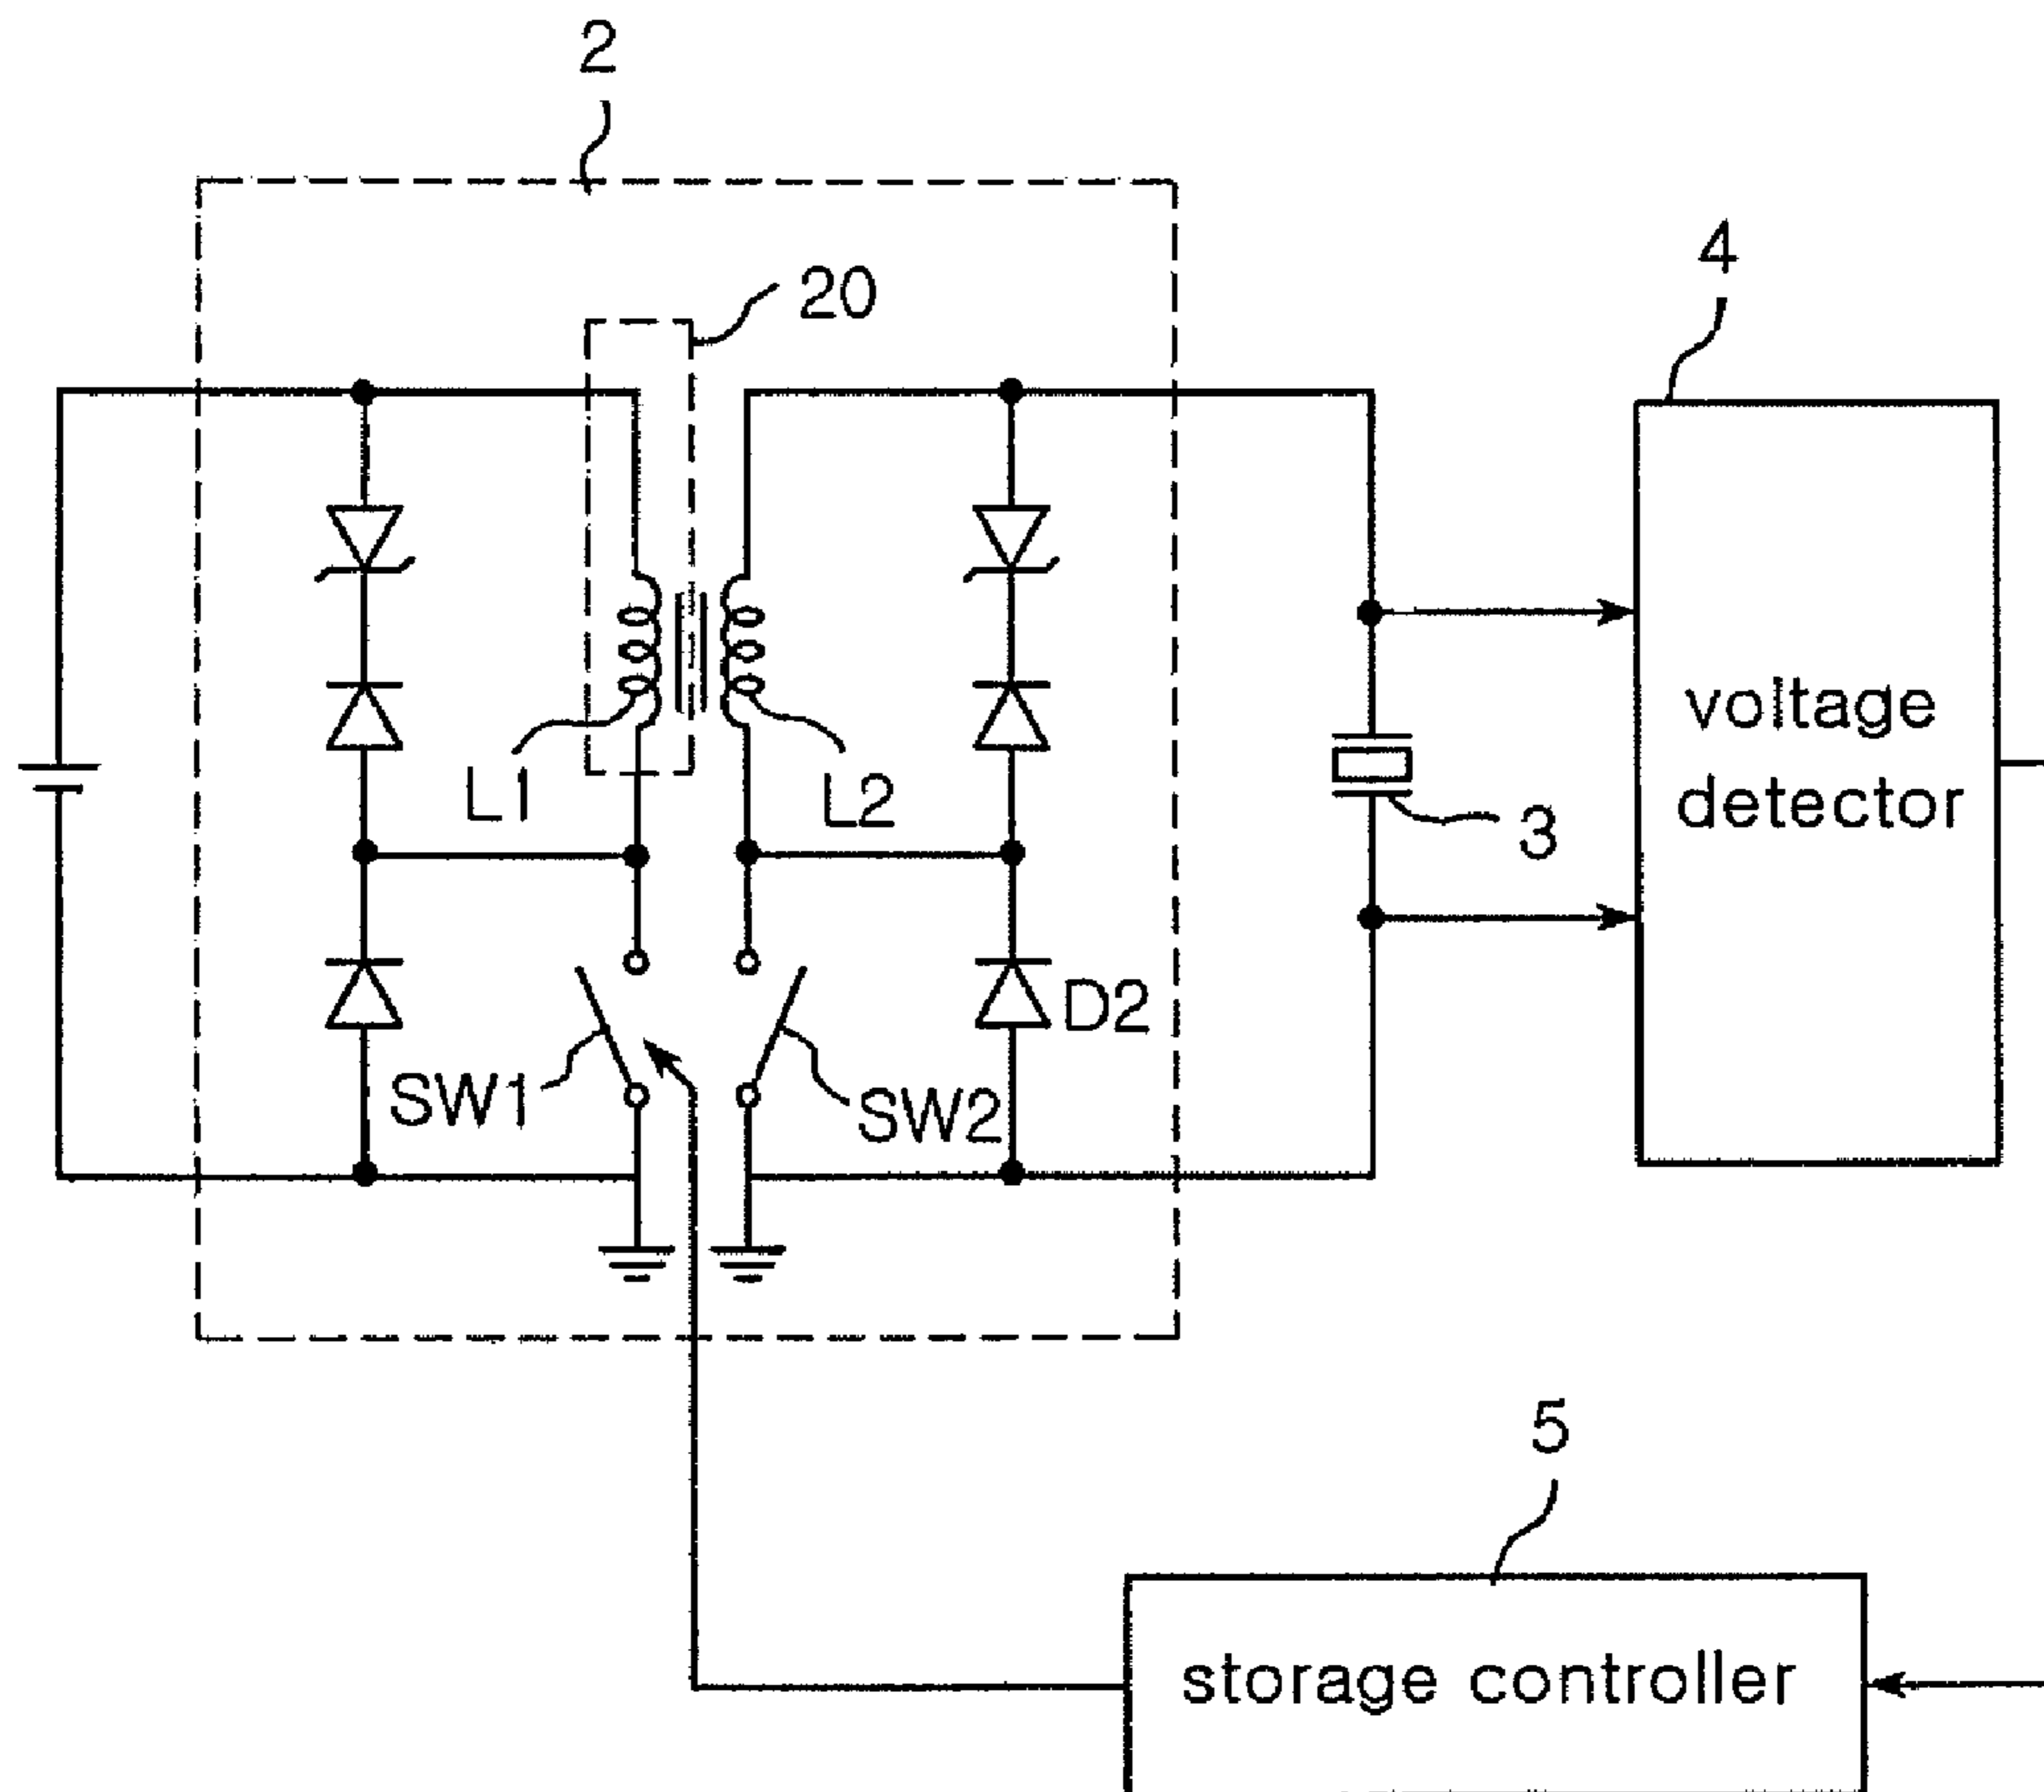 2
20
4
L1
L2
voltage
detector
3
D2
SW1
SW2
5
storage controller